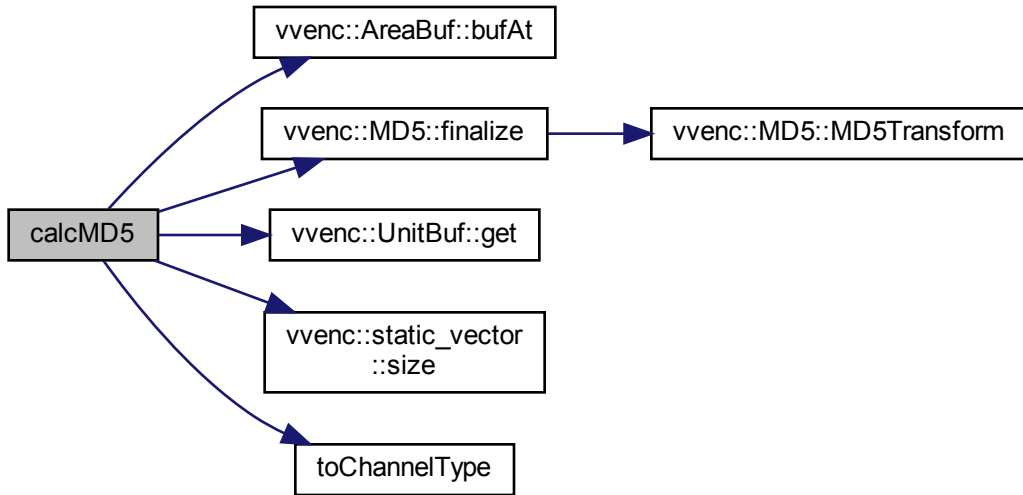 vvenc::AreaBuf::bufAt
vvenc::MD5::finalize
vvenc::MD5::MD5Transform
calcMD5
vvenc::UnitBuf::get
vvenc::static_vector
::size
toChannelType